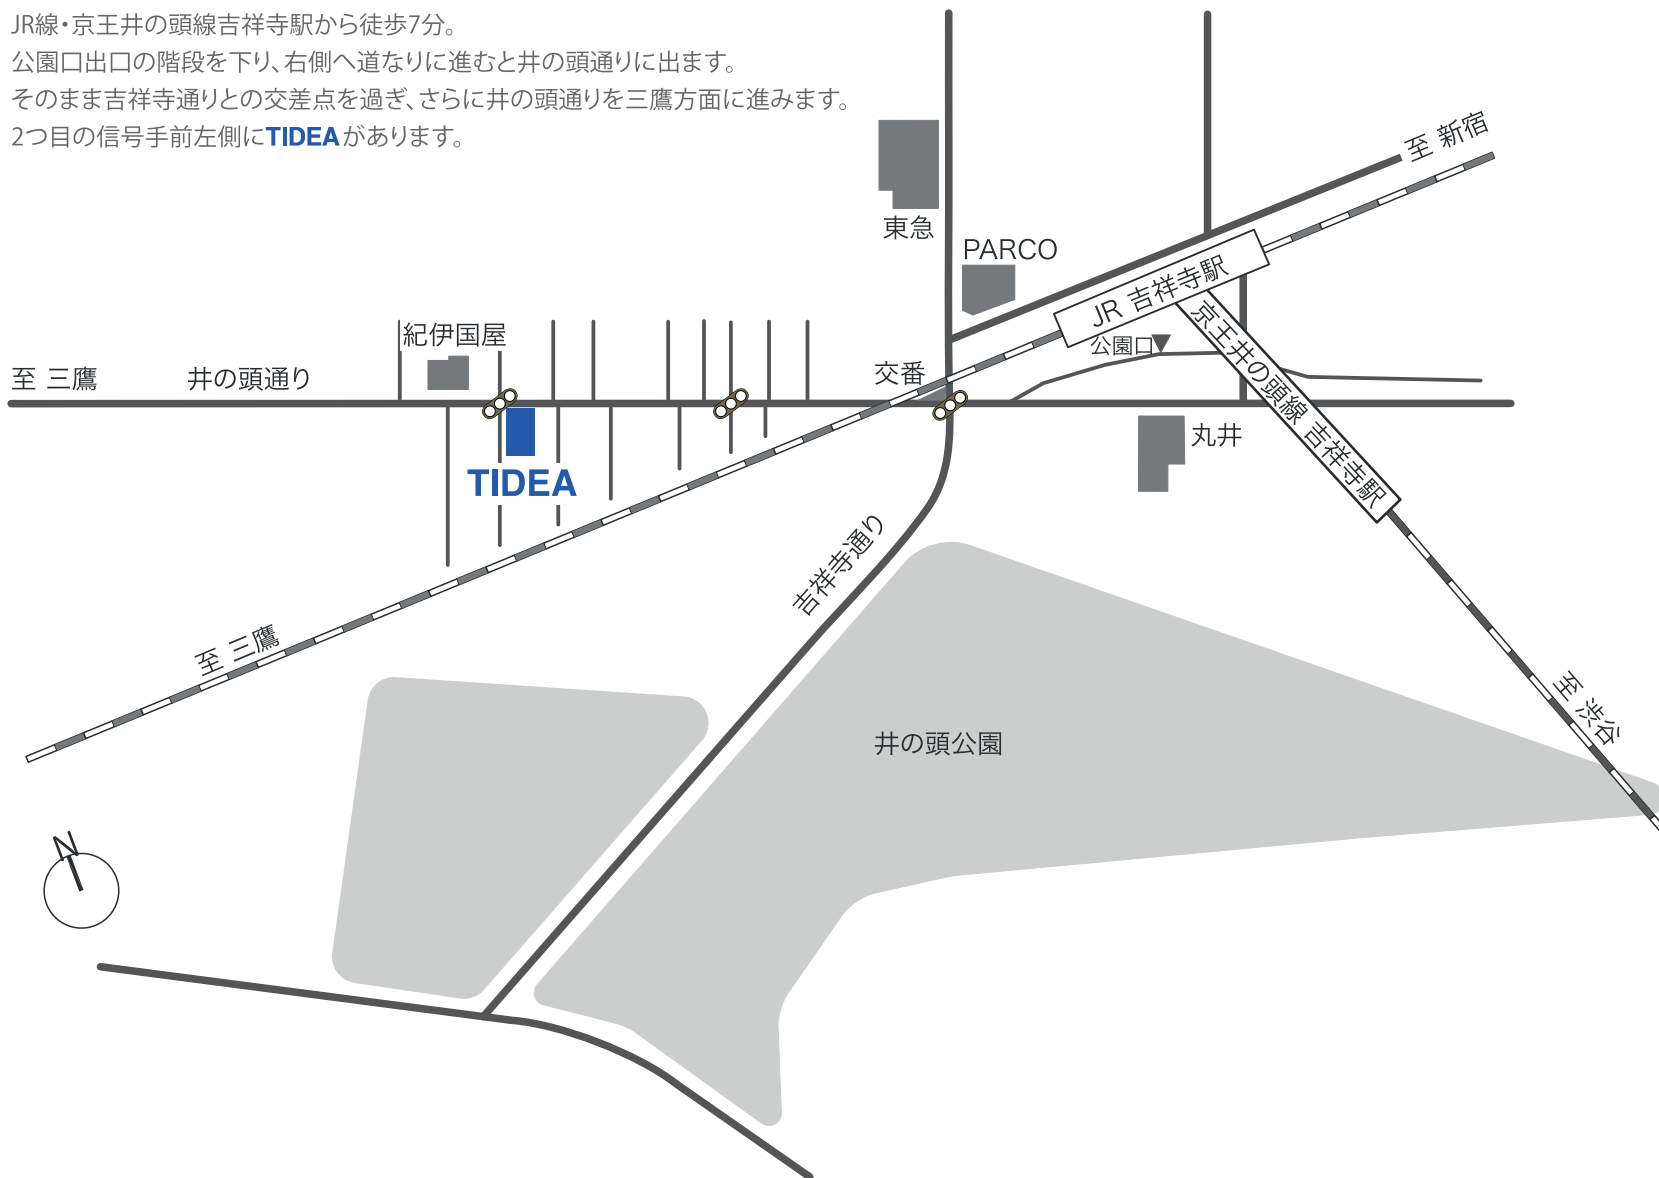 JR線・京王井の頭線吉祥寺駅から徒歩7分。
公園口出口の階段を下り、右側へ道なりに進むと井の頭通りに出ます。
そのまま吉祥寺通りとの交差点を過ぎ、さらに井の頭通りを三鷹方面に進みます。
2つ目の信号手前左側にTIDEAがあります。
至 新宿
東急
PARCO
JR 吉祥寺駅
紀伊国屋
公園口
京王井の頭線 吉祥寺駅
至 三鷹
井の頭通り
交番
丸井
TIDEA
吉祥寺通り
至 三鷹
至 渋谷
井の頭公園
N